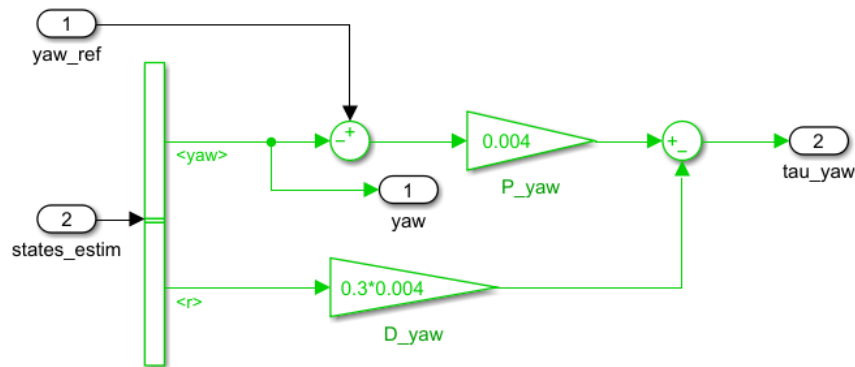 1
yaw_ref
− +
0.004
P_yaw
+ −
2
tau_yaw
<yaw>
1
yaw
2
states_estim
<r>
0.3*0.004
D_yaw